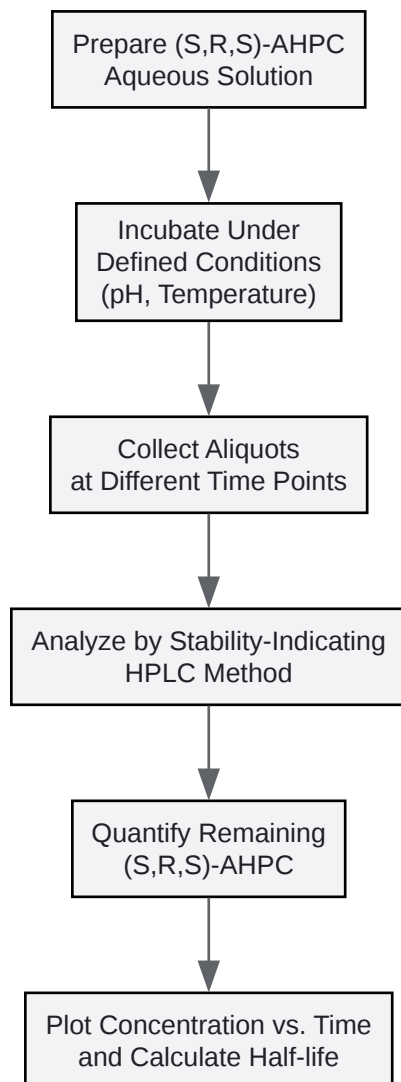 Prepare (S,R,S)-AHPC
Aqueous Solution
Incubate Under
Defined Conditions
(pH, Temperature)
Collect Aliquots
at Different Time Points
Analyze by Stability-Indicating
HPLC Method
Quantify Remaining
(S,R,S)-AHPC
Plot Concentration vs. Time
and Calculate Half-life